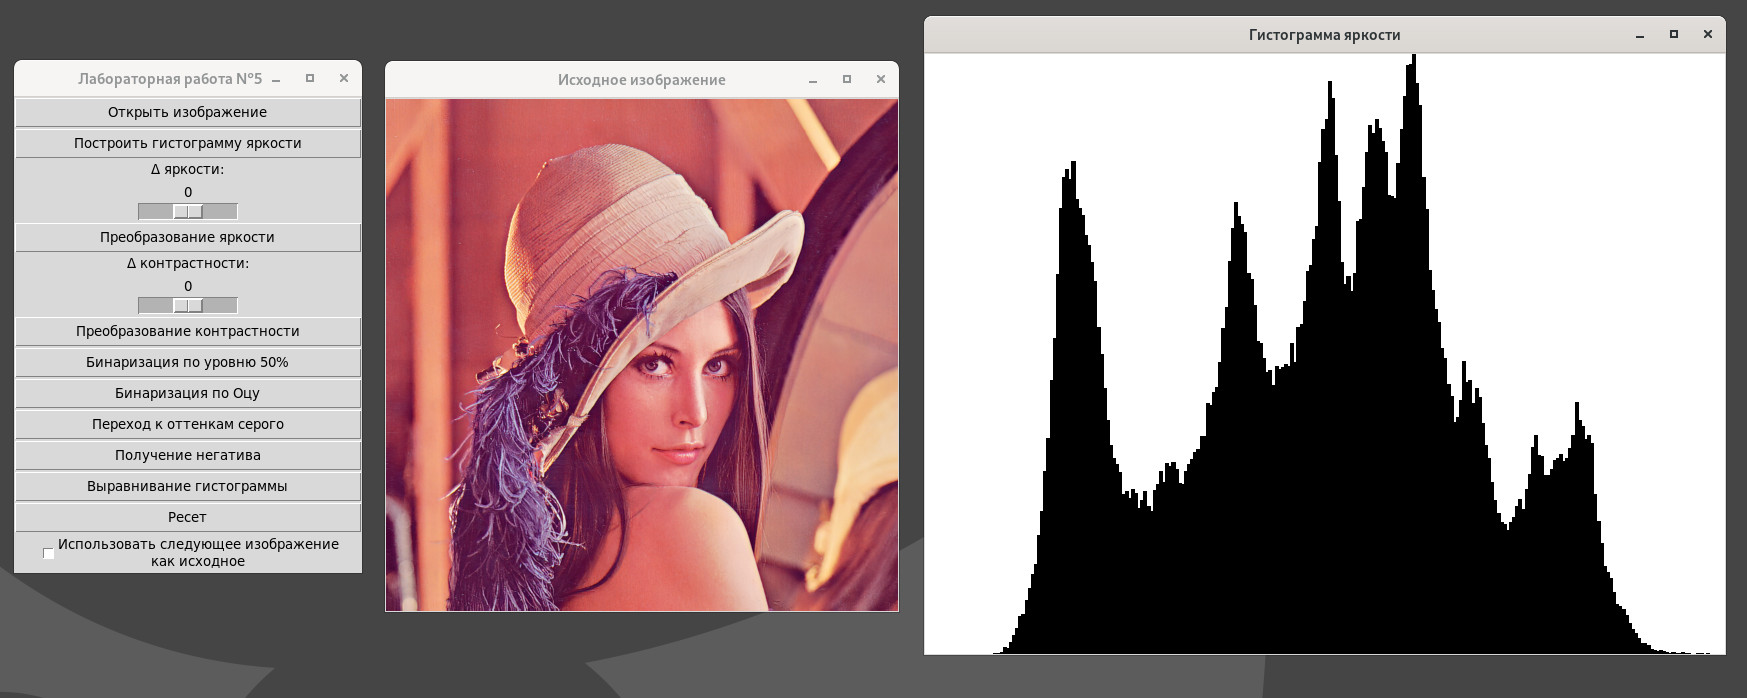 Лабораторная работа №5
Открыть изображение
Построить гистограмму яркости
Δ яркости:
0
Преобразование яркости
Δ контрастности:
0
Преобразование контрастности
Бинаризация по уровню 50%
Бинаризация по Оцу
Переход к оттенкам серого
Получение негатива
Выравнивание гистограммы
Ресет
Использовать следующее изображение
как исходное
Исходное изображение
Гистограмма яркости